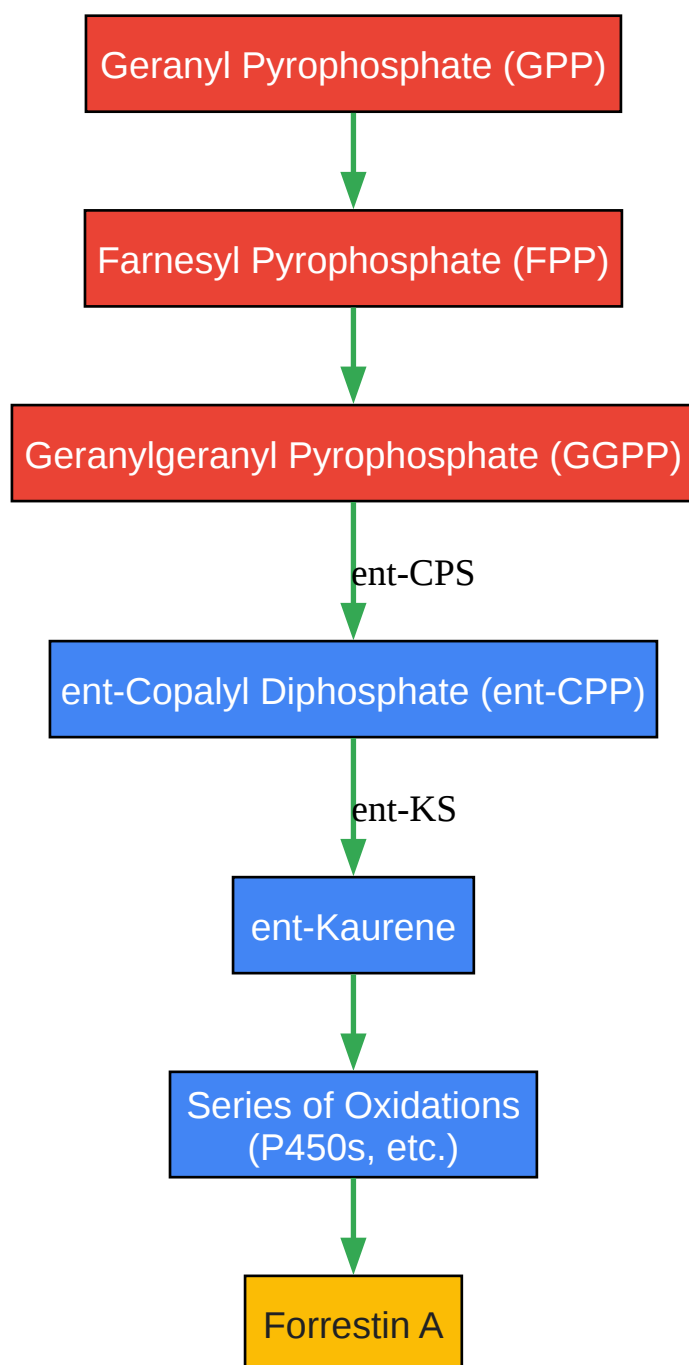 Geranyl Pyrophosphate (GPP)
Farnesyl Pyrophosphate (FPP)
Geranylgeranyl Pyrophosphate (GGPP)
ent-CPS
ent-Copalyl Diphosphate (ent-CPP)
ent-KS
ent-Kaurene
Series of Oxidations
(P450s, etc.)
Forrestin A